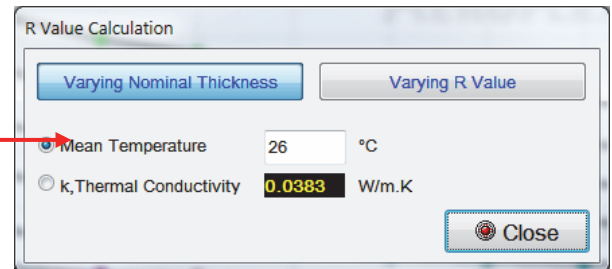 R Value Calculation
Varying Nominal Thickness Varying R Value
Mean Temperature 26 °C
k,Thermal Conductivity 0.0383 W/m.K
Close